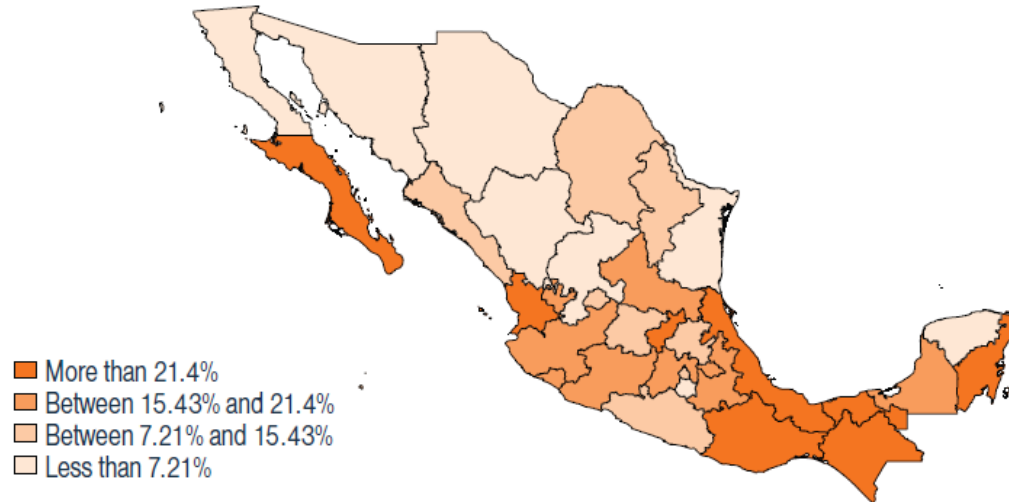 More than 21.4%
Between 15.43% and 21.4%
Between 7.21% and 15.43%
Less than 7.21%